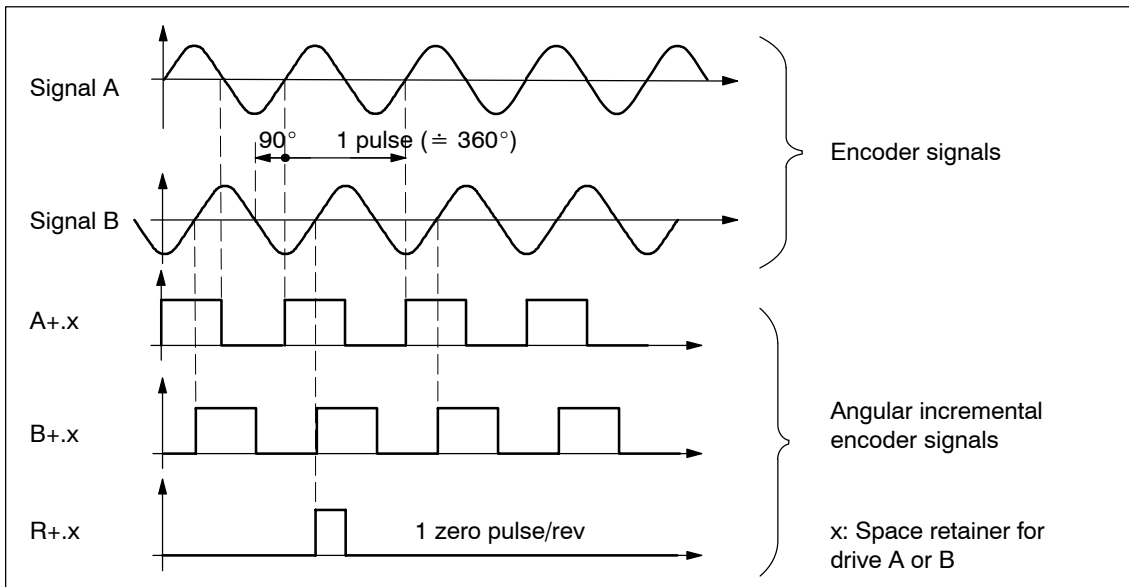 Signal A
90°
1 pulse (≐ 360°)
Encoder signals
Signal B
A+.x
B+.x
Angular incremental
encoder signals
R+.x
1 zero pulse/rev
x: Space retainer for
drive A or B